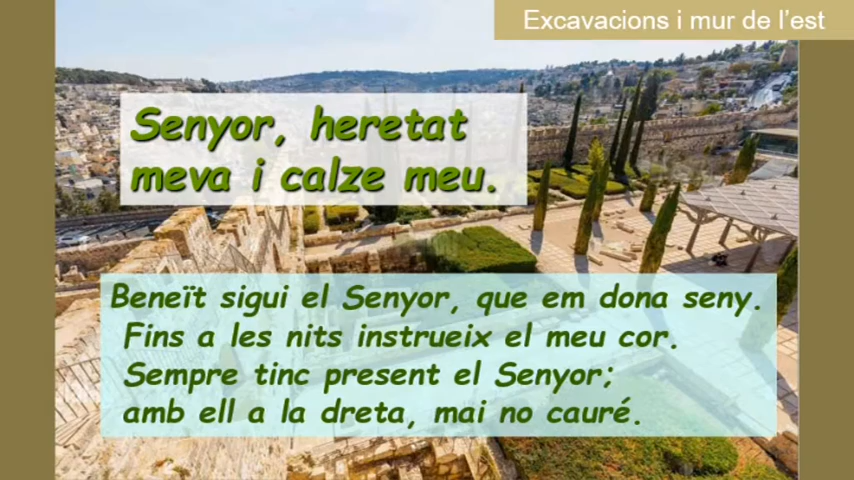 Excavacions i mur de l’est
Senyor, heretat
meva i calze meu.
Beneït sigui el Senyor, que em dona seny.
Fins a les nits instrueix el meu cor.
Sempre tinc present el Senyor;
amb ell a la dreta, mai no cauré.